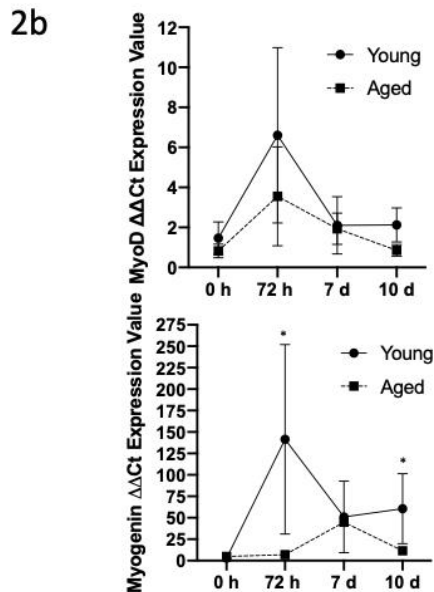 2b
MyoD ΔΔCt Expression Value
12
10
8
6
4
2
0
Young
Aged
0 h
72 h
7 d
10 d
Myogenin ΔΔCt Expression Value
275
250
225
200
175
150
125
100
75
50
25
0
*
*
Young
Aged
0 h
72 h
7 d
10 d